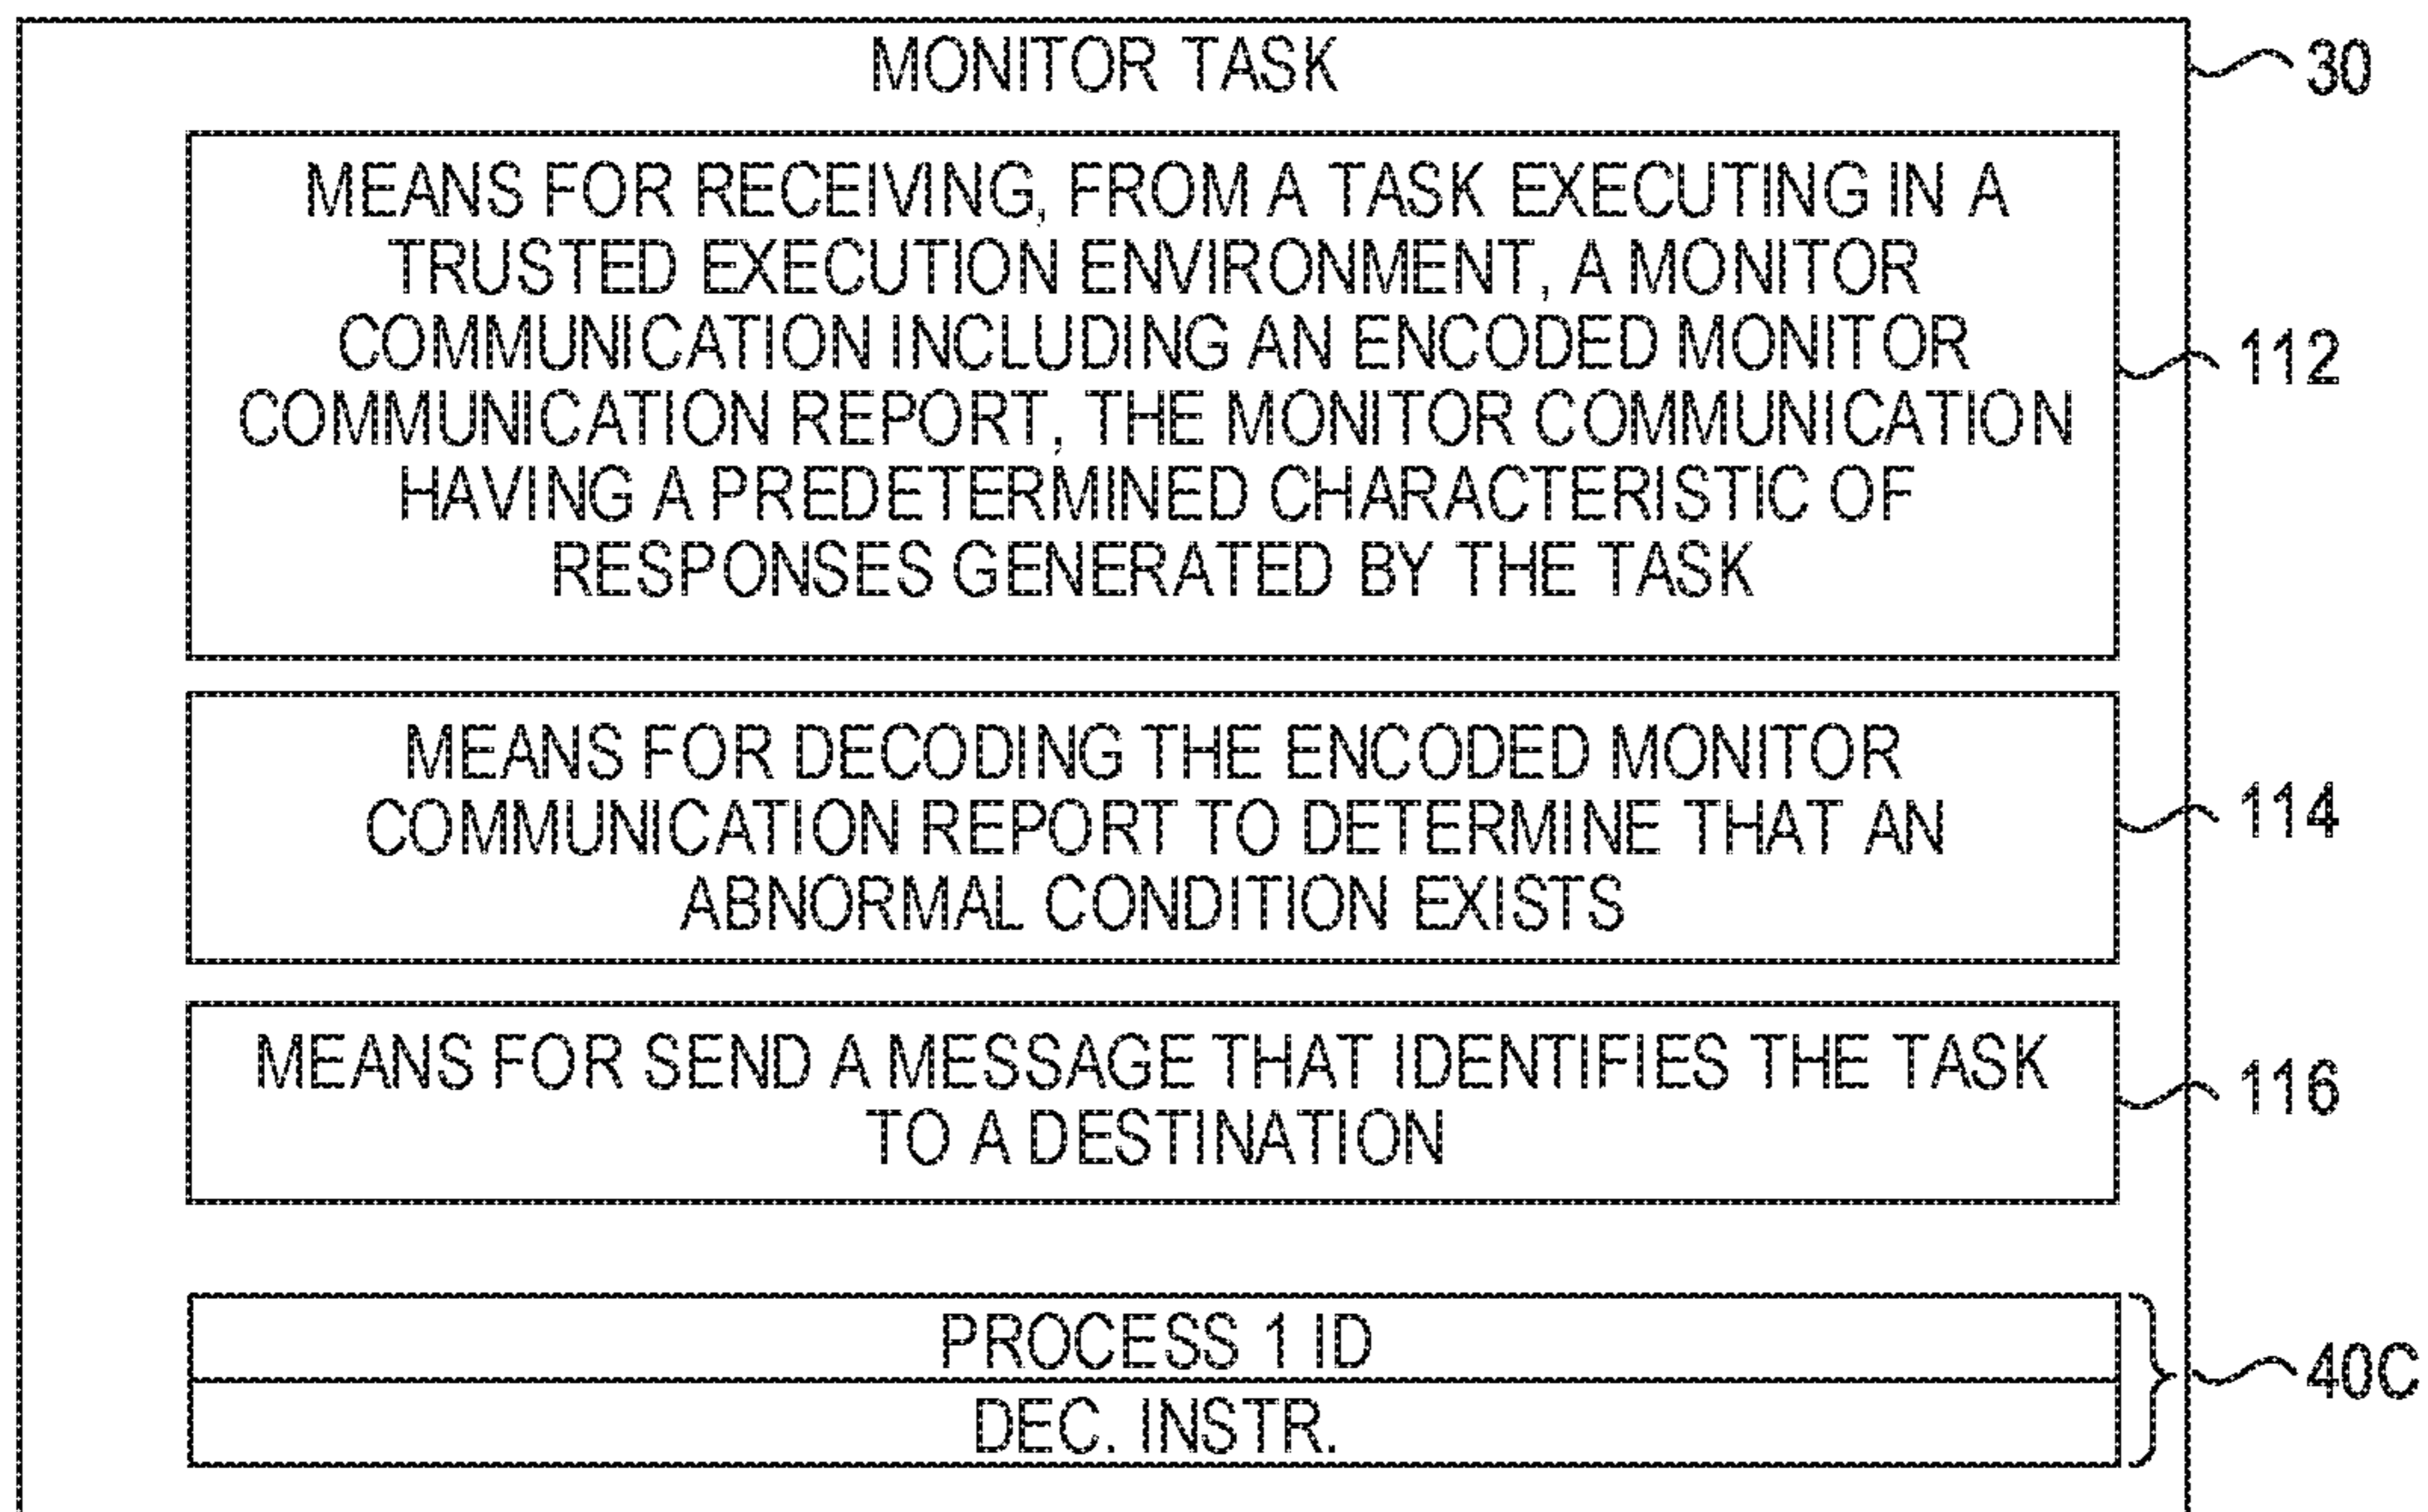 MONITOR TASK
30
MEANS FOR RECEIVING, FROM A TASK EXECUTING IN A
TRUSTED EXECUTION ENVIRONMENT, A MONITOR
COMMUNICATION INCLUDING AN ENCODED MONITOR
112
COMMUNICATION REPORT, THE MONITOR COMMUNICATION
HAVING A PREDETERMINED CHARACTERISTIC OF
RESPONSES GENERATED BY THE TASK
MEANS FOR DECODING THE ENCODED MONITOR
COMMUNICATION REPORT TO DETERMINE THAT AN
114
ABNORMAL CONDITION EXISTS
MEANS FOR SEND A MESSAGE THAT IDENTIFIES THE TASK
116
TO A DESTINATION
PROCESS 1 ID
40C
DEC. INSTR.